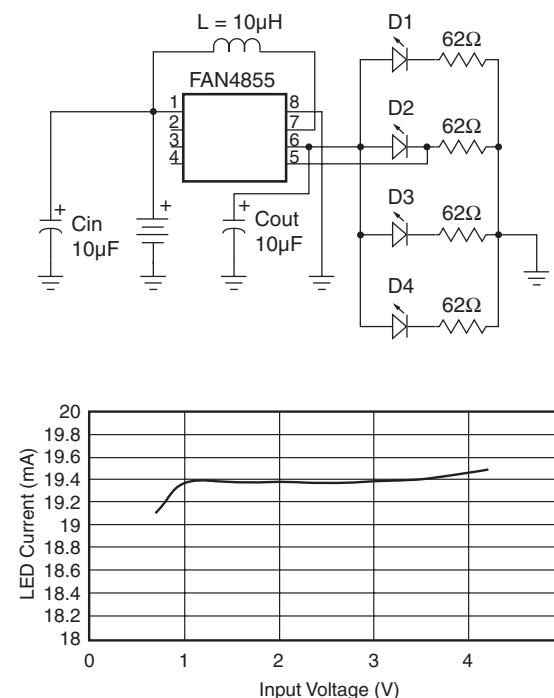 L = 10µH
D1
62Ω
FAN4855
1
2
3
4
8
7
6
5
D2
62Ω
+
Cin
10µF
+
+
Cout
10µF
D3
62Ω
D4
62Ω
20
19.8
19.6
19.4
19.2
19
18.8
18.6
18.4
18.2
18
LED Current (mA)
0 1 2 3 4
Input Voltage (V)